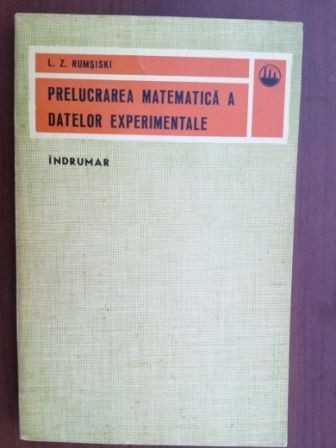 L. Z. RUMȘISKI
PRELUCRAREA MATEMATICĂ A
DATELOR EXPERIMENTALE
ÎNDRUMAR